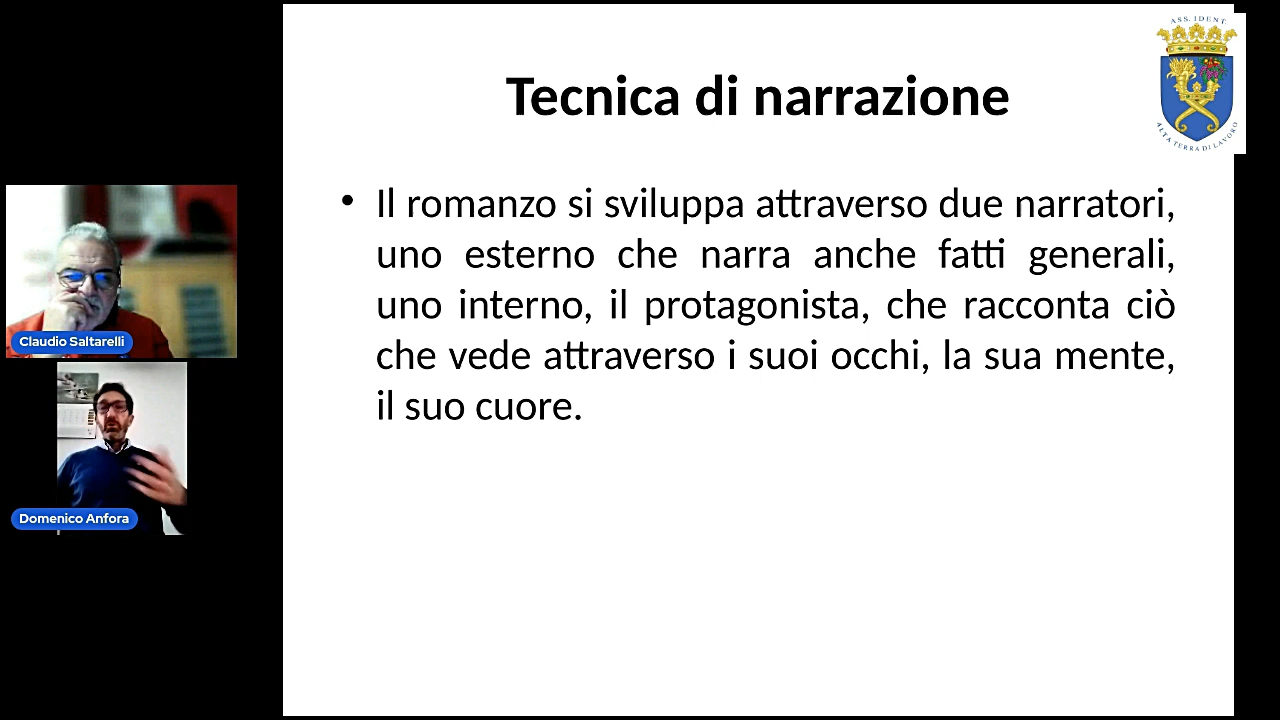 ASS. IDENT.
ALTA TERRA DI LAVORO
Tecnica di narrazione
• Il romanzo si sviluppa attraverso due narratori,
uno esterno che narra anche fatti generali,
uno interno, il protagonista, che racconta ciò
che vede attraverso i suoi occhi, la sua mente,
il suo cuore.
Claudio Saltarelli
Domenico Anfora